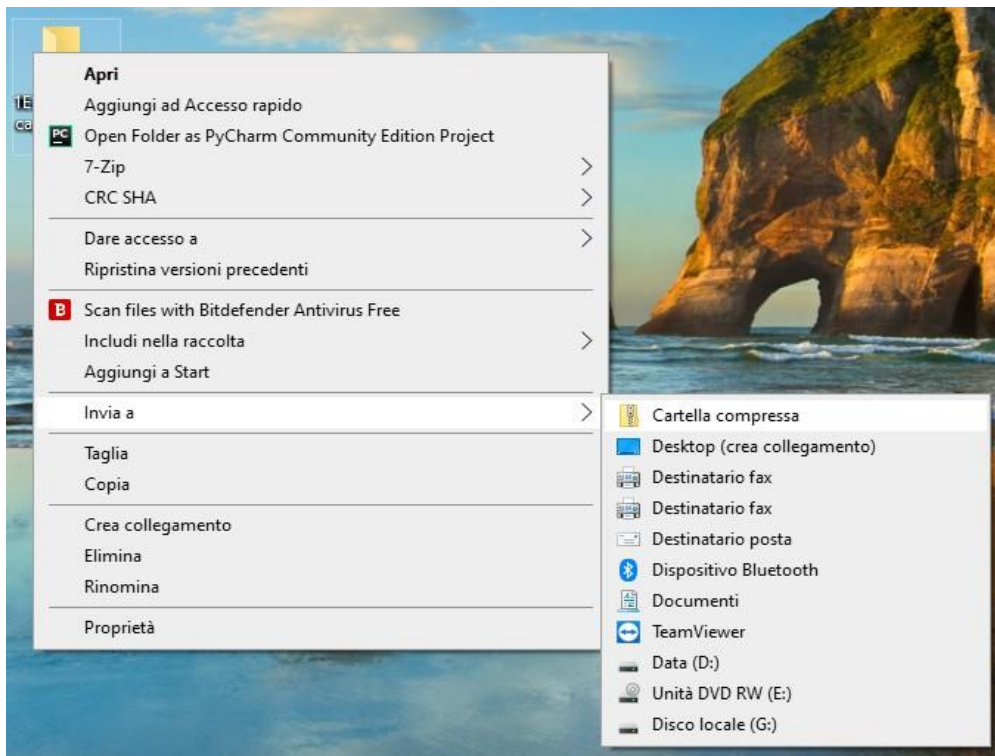 1E
ca
Apri
Aggiungi ad Accesso rapido
PC Open Folder as PyCharm Community Edition Project
7-Zip
CRC SHA
Dare accesso a
Ripristina versioni precedenti
B Scan files with Bitdefender Antivirus Free
Includi nella raccolta
Aggiungi a Start
Invia a
Taglia
Copia
Crea collegamento
Elimina
Rinomina
Proprietà
Cartella compressa
Desktop (crea collegamento)
Destinatario fax
Destinatario fax
Destinatario posta
Dispositivo Bluetooth
Documenti
TeamViewer
Data (D:)
Unità DVD RW (E:)
Disco locale (G:)